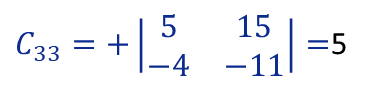 C₃₃ = + | 5 15 | = 5
| −4 −11 |